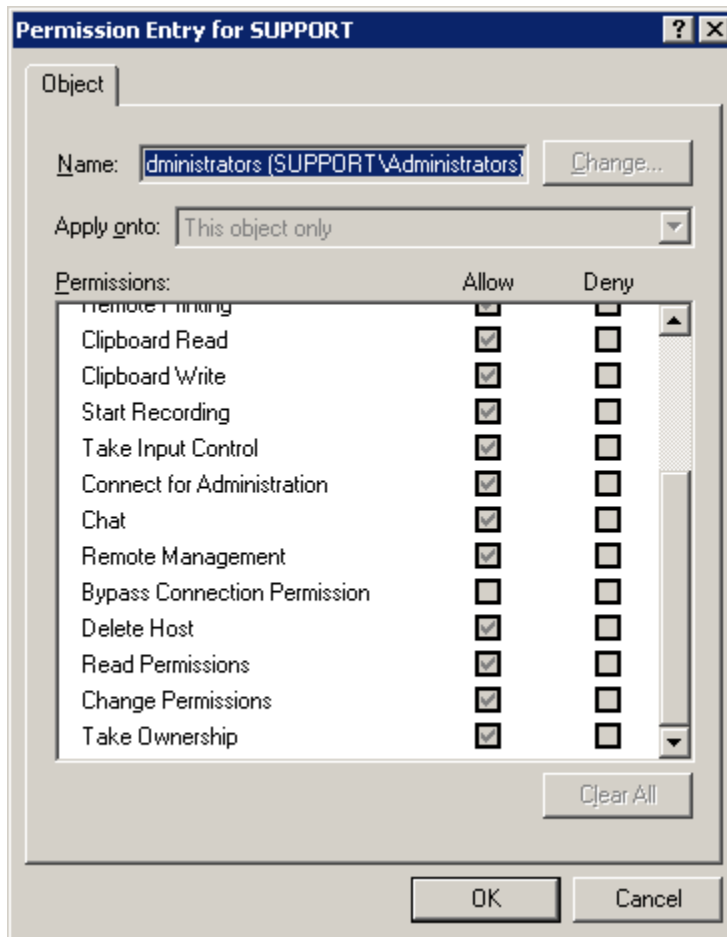 Permission Entry for SUPPORT
Object
Name: dministrators (SUPPORT\Administrators) Change...
Apply onto: This object only
Permissions: Allow Deny
Remote Printing
Clipboard Read
Clipboard Write
Start Recording
Take Input Control
Connect for Administration
Chat
Remote Management
Bypass Connection Permission
Delete Host
Read Permissions
Change Permissions
Take Ownership
Clear All
OK Cancel